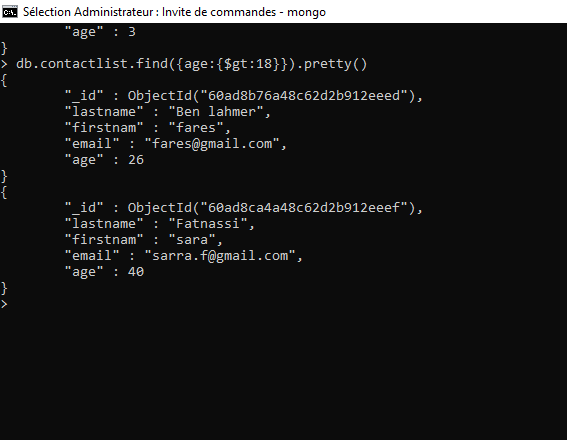 Sélection Administrateur : Invite de commandes - mongo
"age" : 3
}
> db.contactlist.find({age:{$gt:18}}).pretty()
{
"_id" : ObjectId("60ad8b76a48c62d2b912eeed"),
"lastname" : "Ben lahmer",
"firstnam" : "fares",
"email" : "fares@gmail.com",
"age" : 26
}
{
"_id" : ObjectId("60ad8ca4a48c62d2b912eeef"),
"lastname" : "Fatnassi",
"firstnam" : "sara",
"email" : "sarra.f@gmail.com",
"age" : 40
}
>